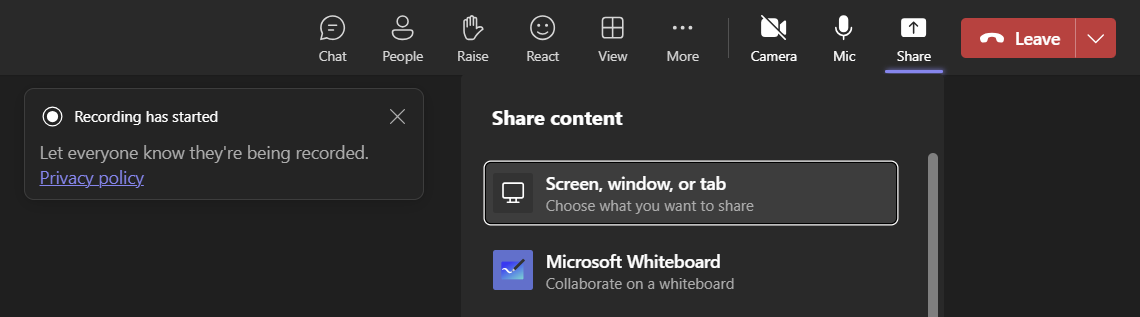 Chat People Raise React View More Camera Mic Share Leave
Recording has started
Let everyone know they're being recorded.
Privacy policy
Share content
Screen, window, or tab
Choose what you want to share
Microsoft Whiteboard
Collaborate on a whiteboard